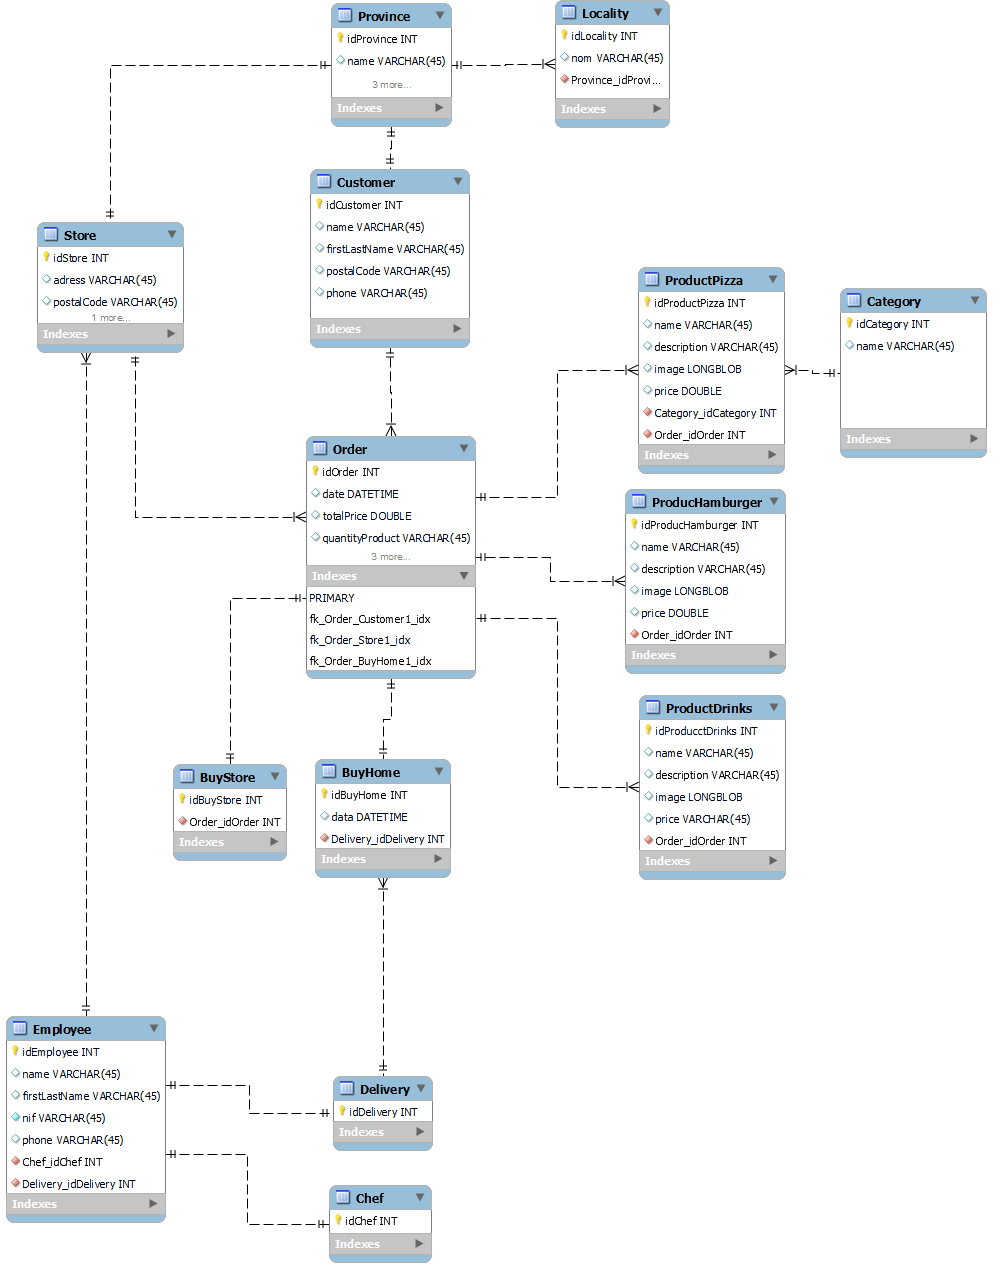 Province
idProvince INT
name VARCHAR(45)
3 more...
Indexes
Locality
idLocality INT
nom VARCHAR(45)
Province_idProvi...
Indexes
Customer
idCustomer INT
name VARCHAR(45)
firstLastName VARCHAR(45)
postalCode VARCHAR(45)
phone VARCHAR(45)
Indexes
Store
idStore INT
adress VARCHAR(45)
postalCode VARCHAR(45)
1 more...
Indexes
ProductPizza
idProductPizza INT
name VARCHAR(45)
description VARCHAR(45)
image LONGBLOB
price DOUBLE
Category_idCategory INT
Order_idOrder INT
Indexes
Category
idCategory INT
name VARCHAR(45)
Indexes
Order
idOrder INT
date DATETIME
totalPrice DOUBLE
quantityProduct VARCHAR(45)
3 more...
Indexes
PRIMARY
fk_Order_Customer1_idx
fk_Order_Store1_idx
fk_Order_BuyHome1_idx
ProducHamburger
idProducHamburger INT
name VARCHAR(45)
description VARCHAR(45)
image LONGBLOB
price DOUBLE
Order_idOrder INT
Indexes
ProductDrinks
idProducctDrinks INT
name VARCHAR(45)
description VARCHAR(45)
image LONGBLOB
price VARCHAR(45)
Order_idOrder INT
Indexes
BuyStore
idBuyStore INT
Order_idOrder INT
Indexes
BuyHome
idBuyHome INT
data DATETIME
Delivery_idDelivery INT
Indexes
Employee
idEmployee INT
name VARCHAR(45)
firstLastName VARCHAR(45)
nif VARCHAR(45)
phone VARCHAR(45)
Chef_idChef INT
Delivery_idDelivery INT
Indexes
Delivery
idDelivery INT
Indexes
Chef
idChef INT
Indexes